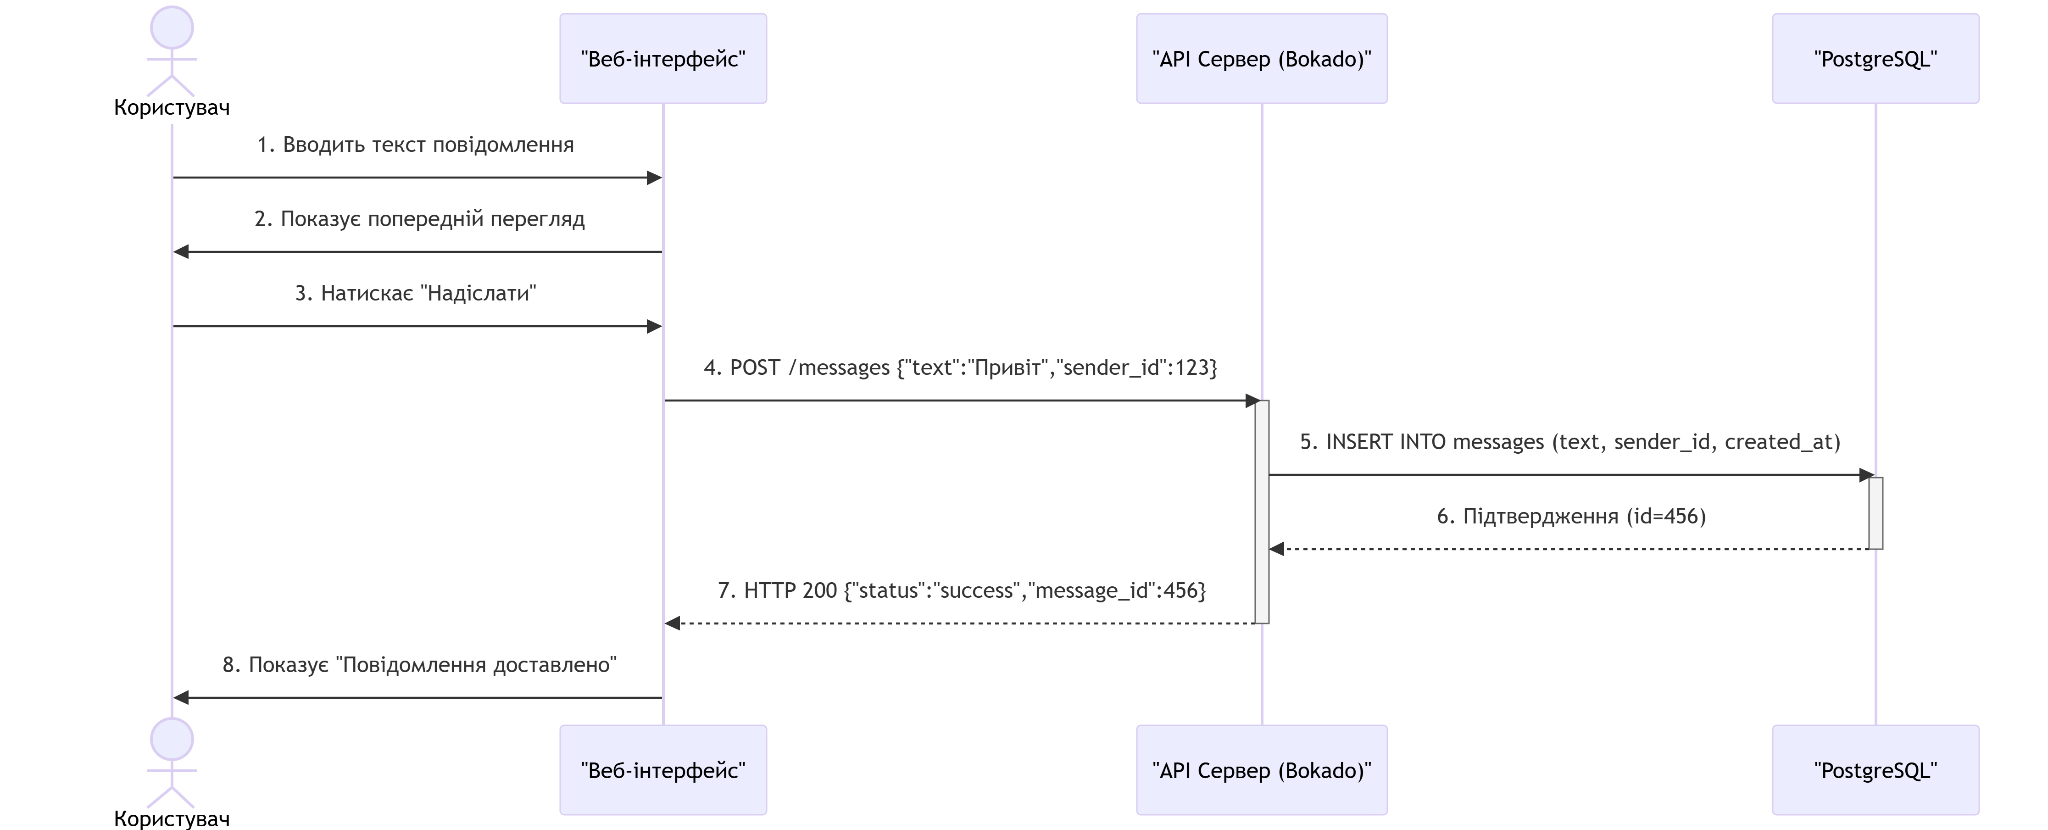 "Веб-інтерфейс"
"API Сервер (Bokado)"
"PostgreSQL"
Користувач
1. Вводить текст повідомлення
2. Показує попередній перегляд
3. Натискає "Надіслати"
4. POST /messages {"text":"Привіт","sender_id":123}
5. INSERT INTO messages (text, sender_id, created_at)
6. Підтвердження (id=456)
7. HTTP 200 {"status":"success","message_id":456}
8. Показує "Повідомлення доставлено"
"Веб-інтерфейс"
"API Сервер (Bokado)"
"PostgreSQL"
Користувач